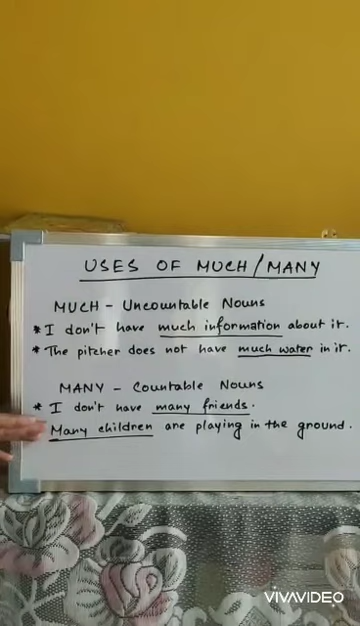 USES OF MUCH/MANY
MUCH - Uncountable Nouns
* I don't have much information about it.
* The pitcher does not have much water in it.
MANY - Countable Nouns
* I don't have many friends.
Many children are playing in the ground.
VIVAVIDEO